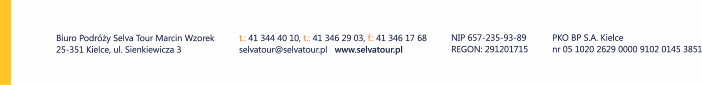 Biuro Podróży Selva Tour Marcin Wzorek
25-351 Kielce, ul. Sienkiewicza 3
t.: 41 344 40 10, t.: 41 346 29 03, f.: 41 346 17 68
selvatour@selvatour.pl www.selvatour.pl
NIP 657-235-93-89
REGON: 291201715
PKO BP S.A. Kielce
nr 05 1020 2629 0000 9102 0145 3851